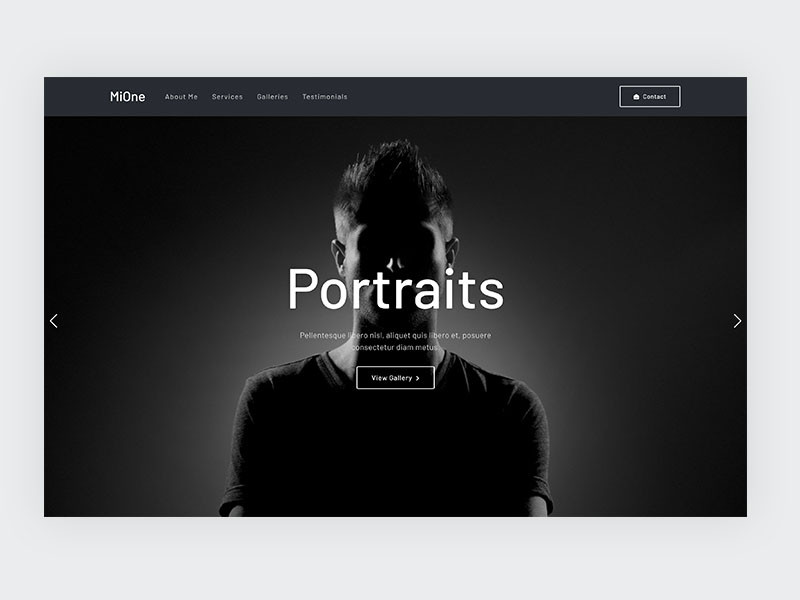 MiOne
About Me
Services
Galleries
Testimonials
Contact
Portraits
Pellentesque libero nisl, aliquet quis libero et, posuere
consectetur diam metus.
View Gallery